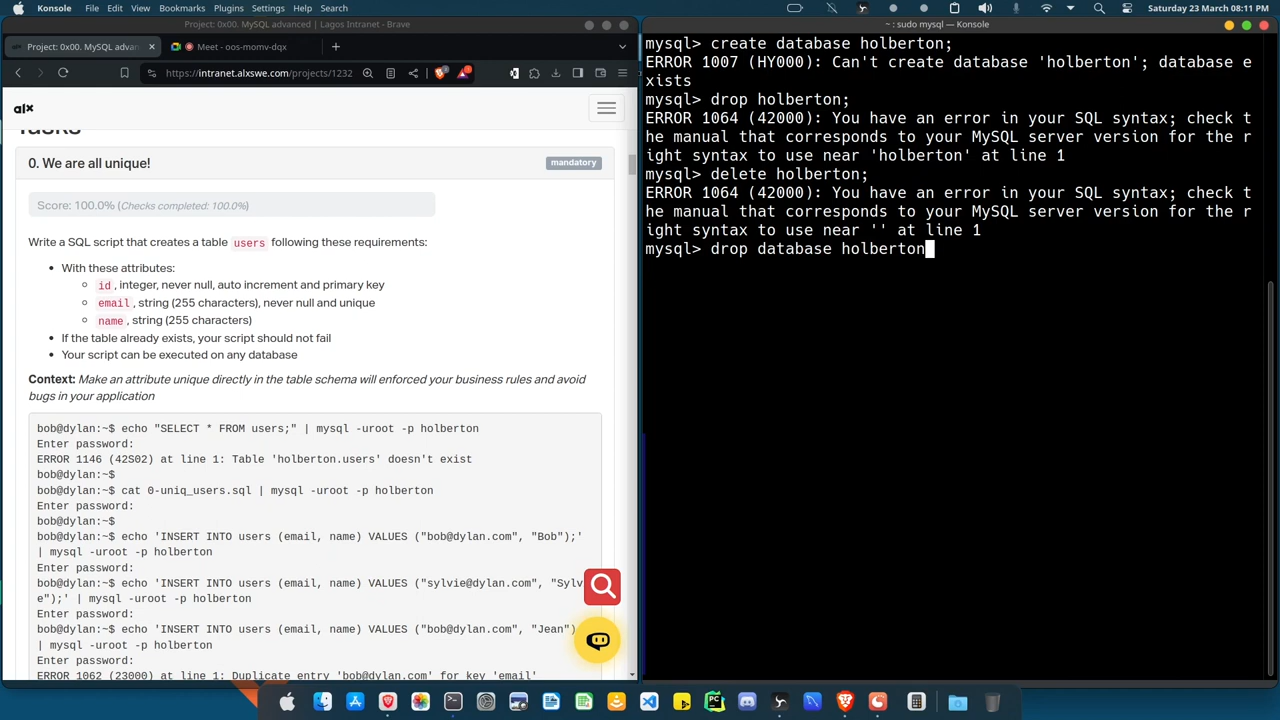 Konsole File Edit View Bookmarks Plugins Settings Help Saturday 23 March 08:11 PM
Project: 0x00. MySQL advanced | Lagos Intranet - Brave
Project: 0x00. MySQL advan
Meet - oos-momv-dqx
https://intranet.alxswe.com/projects/1232
Tasks
0. We are all unique!
mandatory
Score: 100.0% (Checks completed: 100.0%)
Write a SQL script that creates a table users following these requirements:
With these attributes:
id, integer, never null, auto increment and primary key
email, string (255 characters), never null and unique
name, string (255 characters)
If the table already exists, your script should not fail
Your script can be executed on any database
Context: Make an attribute unique directly in the table schema will enforced your business rules and avoid
bugs in your application
bob@dylan:~$ echo "SELECT * FROM users;" | mysql -uroot -p holberton
Enter password:
ERROR 1146 (42S02) at line 1: Table 'holberton.users' doesn't exist
bob@dylan:~$
bob@dylan:~$ cat 0-uniq_users.sql | mysql -uroot -p holberton
Enter password:
bob@dylan:~$
bob@dylan:~$ echo 'INSERT INTO users (email, name) VALUES ("bob@dylan.com", "Bob");'
| mysql -uroot -p holberton
Enter password:
bob@dylan:~$ echo 'INSERT INTO users (email, name) VALUES ("sylvie@dylan.com", "Sylv
e");' | mysql -uroot -p holberton
Enter password:
bob@dylan:~$ echo 'INSERT INTO users (email, name) VALUES ("bob@dylan.com", "Jean")
| mysql -uroot -p holberton
Enter password:
ERROR 1062 (23000) at line 1: Duplicate entry 'bob@dylan.com' for key 'email'
~ : sudo mysql — Konsole
mysql> create database holberton;
ERROR 1007 (HY000): Can't create database 'holberton'; database e
xists
mysql> drop holberton;
ERROR 1064 (42000): You have an error in your SQL syntax; check t
he manual that corresponds to your MySQL server version for the r
ight syntax to use near 'holberton' at line 1
mysql> delete holberton;
ERROR 1064 (42000): You have an error in your SQL syntax; check t
he manual that corresponds to your MySQL server version for the r
ight syntax to use near '' at line 1
mysql> drop database holberton